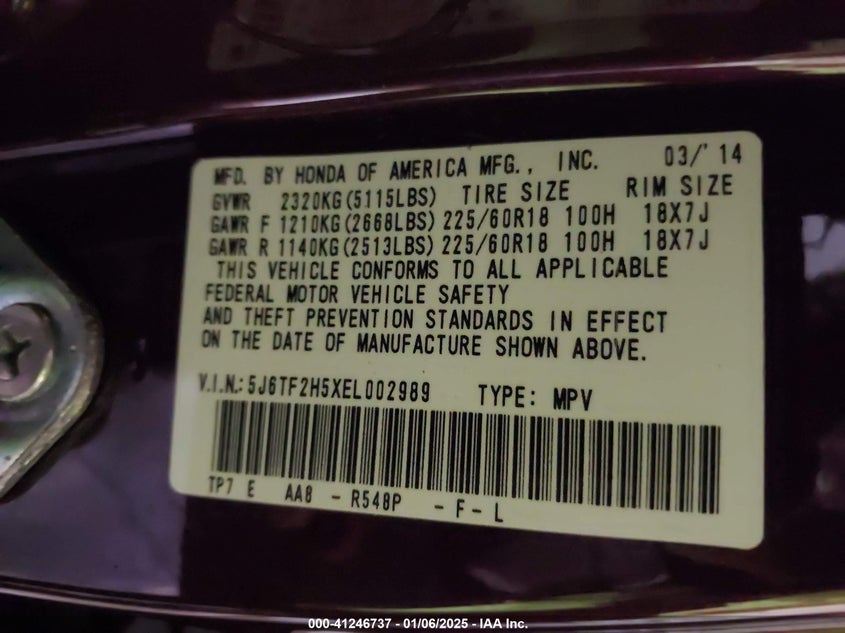 MFD. BY HONDA OF AMERICA MFG., INC. 03/'14
GVWR 2320KG(5115LBS) TIRE SIZE RIM SIZE
GAWR F 1210KG(2668LBS) 225/60R18 100H 18X7J
GAWR R 1140KG(2513LBS) 225/60R18 100H 18X7J
THIS VEHICLE CONFORMS TO ALL APPLICABLE
FEDERAL MOTOR VEHICLE SAFETY
AND THEFT PREVENTION STANDARDS IN EFFECT
ON THE DATE OF MANUFACTURE SHOWN ABOVE.
V.I.N.: 5J6TF2H5XEL002989 TYPE: MPV
TP7 E AA8 - R548P - F - L
000-41246737 - 01/06/2025 - IAA Inc.